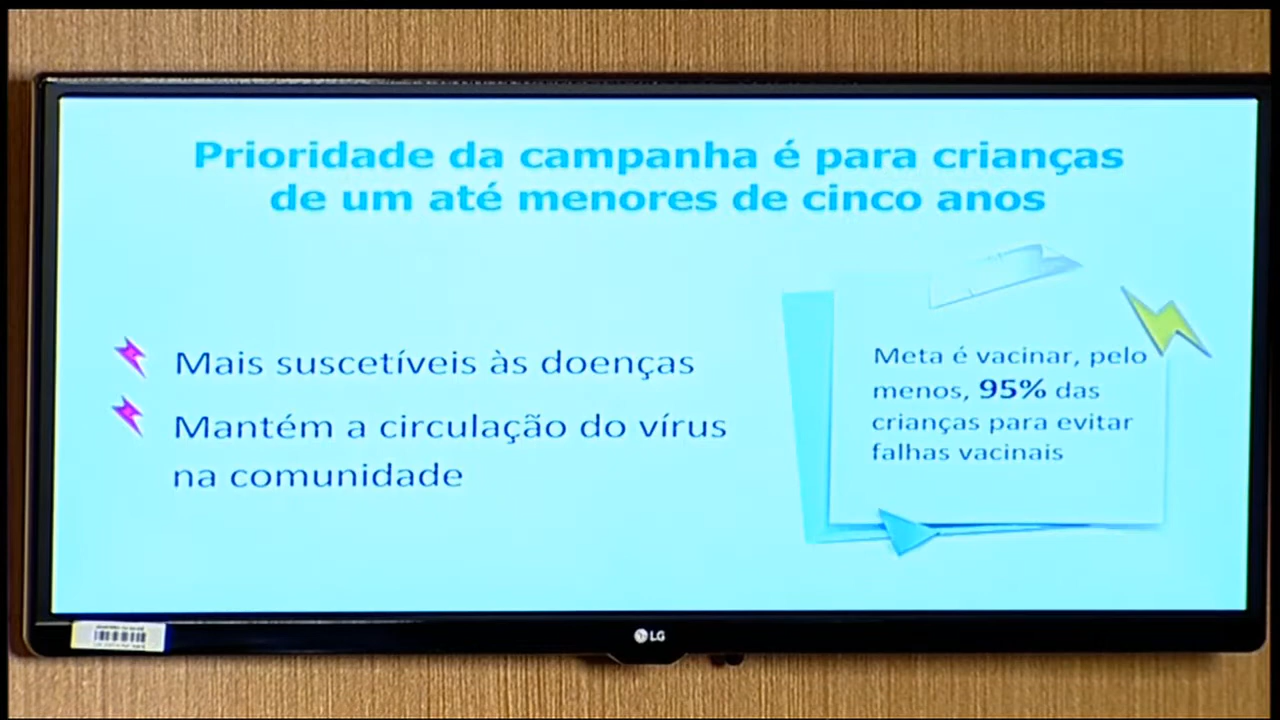 Prioridade da campanha é para crianças
de um até menores de cinco anos
Mais suscetíveis às doenças
Mantém a circulação do vírus
na comunidade
Meta é vacinar, pelo
menos, 95% das
crianças para evitar
falhas vacinais
LG